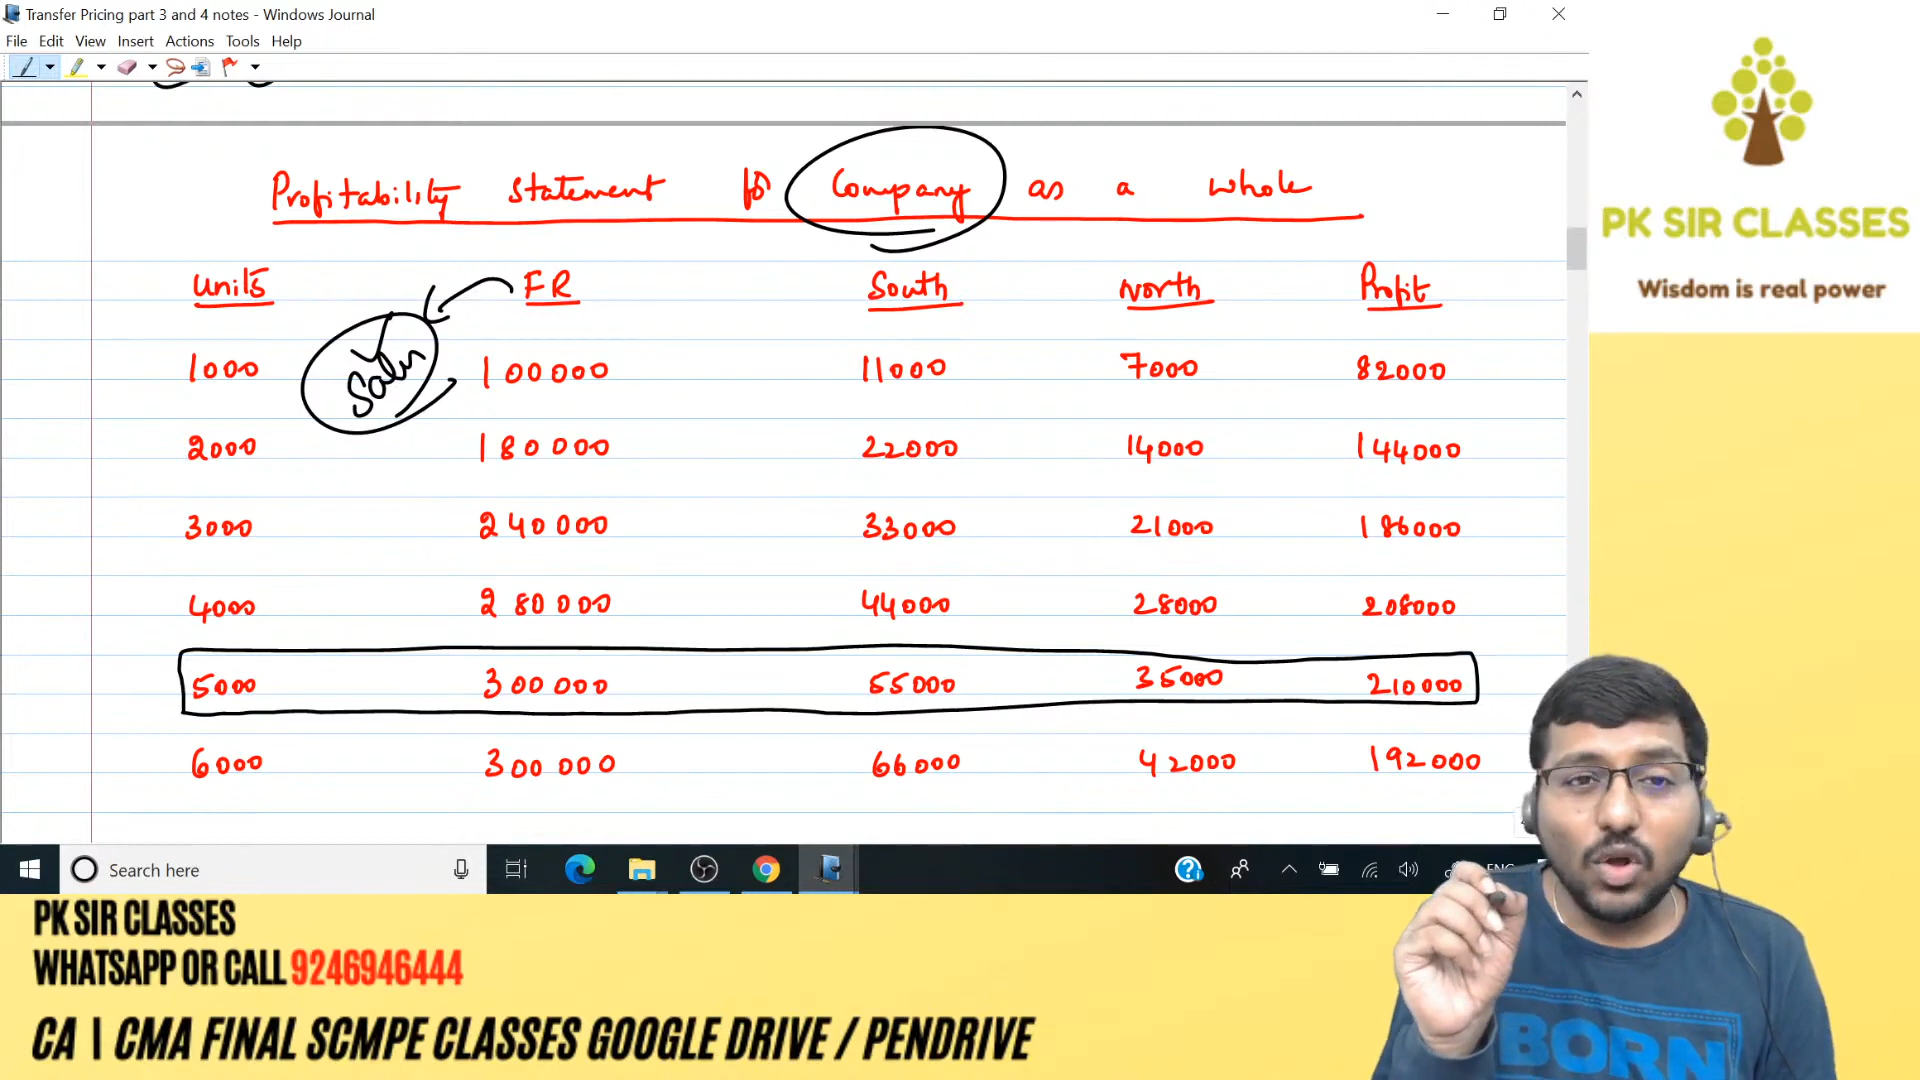 Transfer Pricing part 3 and 4 notes - Windows Journal
File Edit View Insert Actions Tools Help
Profitability Statement for Company as a whole
Units FR South North Profit
Sales
1000 100000 11000 7000 82000
2000 180000 22000 14000 144000
3000 240000 33000 21000 186000
4000 280000 44000 28000 208000
5000 300000 55000 35000 210000
6000 300000 66000 42000 192000
PK SIR CLASSES
Wisdom is real power
Search here
ENG
PK SIR CLASSES
WHATSAPP OR CALL 9246946444
CA \ CMA FINAL SCMPE CLASSES GOOGLE DRIVE / PENDRIVE
BORN